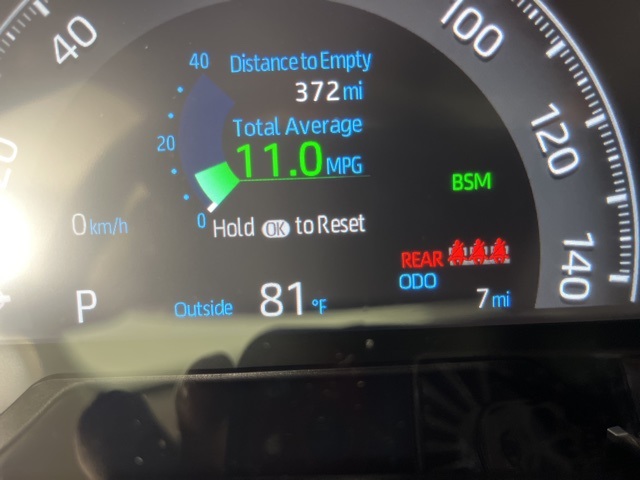 40
100
120
140
20
40
Distance to Empty
372 mi
Total Average
20
11.0 MPG
0
Hold OK to Reset
BSM
0 km/h
REAR
ODO
7 mi
P
Outside 81 °F